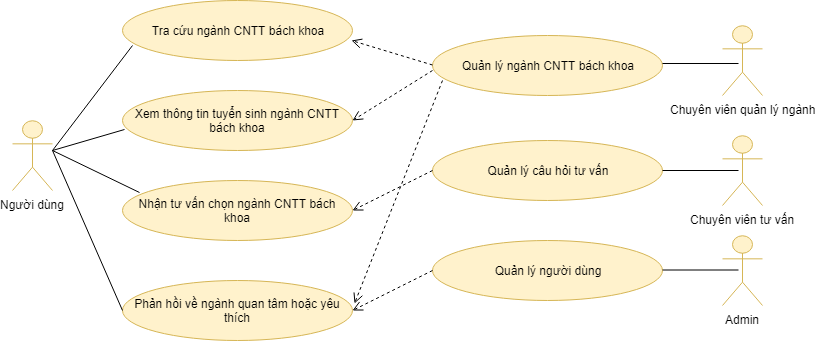 Tra cứu ngành CNTT bách khoa
Quản lý ngành CNTT bách khoa
Chuyên viên quản lý ngành
Xem thông tin tuyển sinh ngành CNTT
bách khoa
Người dùng
Quản lý câu hỏi tư vấn
Chuyên viên tư vấn
Nhận tư vấn chọn ngành CNTT bách
khoa
Quản lý người dùng
Admin
Phản hồi về ngành quan tâm hoặc yêu
thích